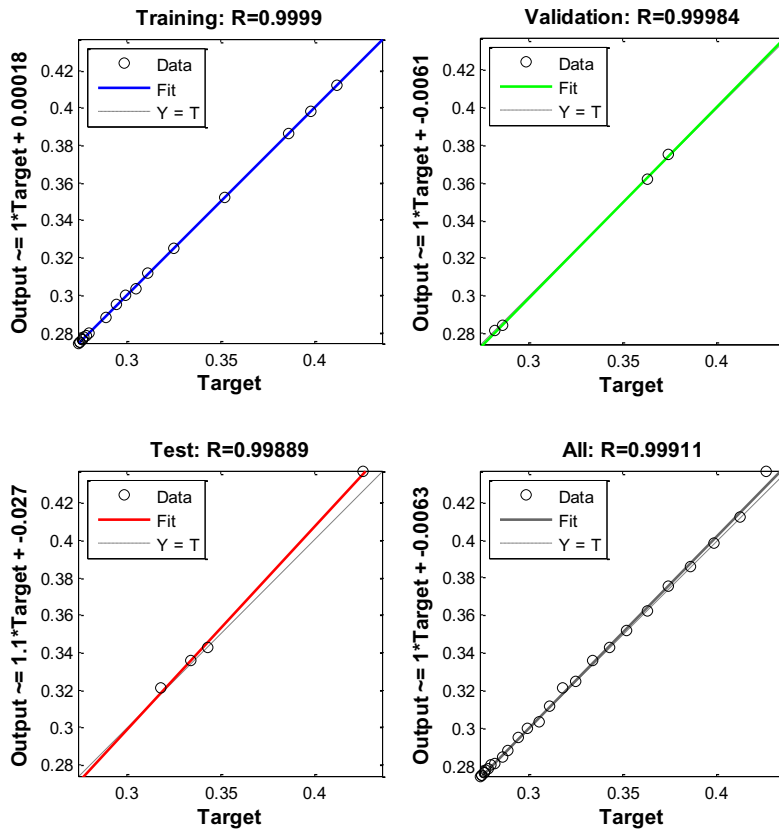 Training: R=0.9999
Output ~= 1*Target + 0.00018
0.42
0.4
0.38
0.36
0.34
0.32
0.3
0.28
Data
Fit
Y = T
0.3
0.4
Target
Validation: R=0.99984
Output ~= 1*Target + -0.0061
0.42
0.4
0.38
0.36
0.34
0.32
0.3
0.28
Data
Fit
Y = T
0.3
0.35
0.4
Target
Test: R=0.99889
Output ~= 1.1*Target + -0.027
0.42
0.4
0.38
0.36
0.34
0.32
0.3
0.28
Data
Fit
Y = T
0.3
0.4
Target
All: R=0.99911
Output ~= 1*Target + -0.0063
0.42
0.4
0.38
0.36
0.34
0.32
0.3
0.28
Data
Fit
Y = T
0.3
0.35
0.4
Target